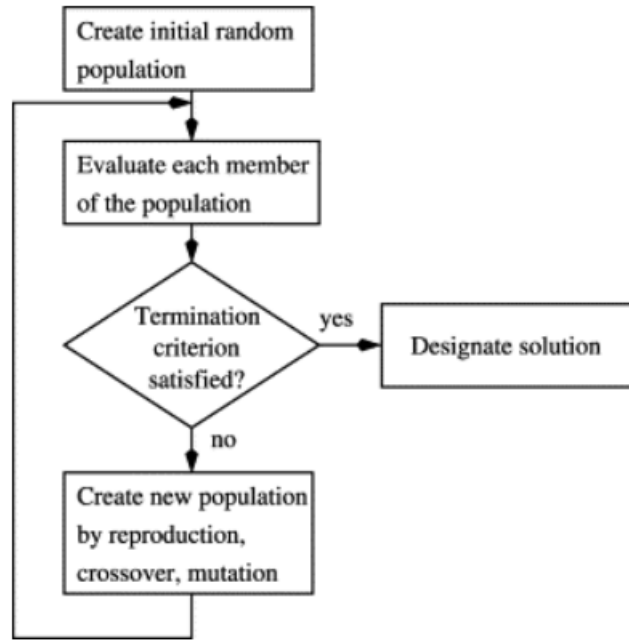 Create initial random
population
Evaluate each member
of the population
Termination
criterion
satisfied?
yes
Designate solution
no
Create new population
by reproduction,
crossover, mutation